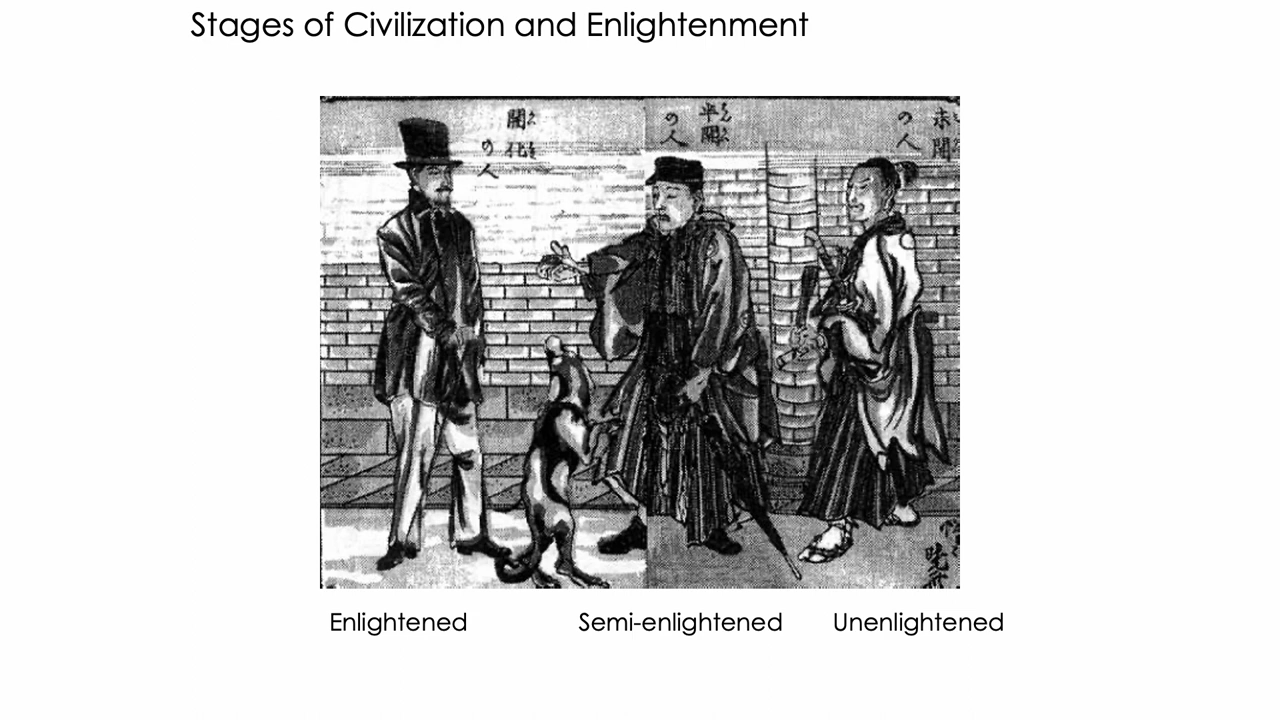 Stages of Civilization and Enlightenment
未開
の人
半開
の人
開化
の人
Enlightened
Semi-enlightened
Unenlightened